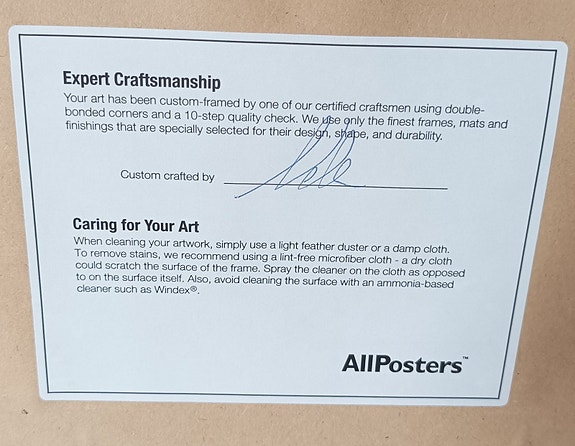 Expert Craftsmanship
Your art has been custom-framed by one of our certified craftsmen using double-
bonded corners and a 10-step quality check. We use only the finest frames, mats and
finishings that are specially selected for their design, shape, and durability.
Custom crafted by
Caring for Your Art
When cleaning your artwork, simply use a light feather duster or a damp cloth.
To remove stains, we recommend using a lint-free microfiber cloth - a dry cloth
could scratch the surface of the frame. Spray the cleaner on the cloth as opposed
to on the surface itself. Also, avoid cleaning the surface with an ammonia-based
cleaner such as Windex®.
AllPosters™